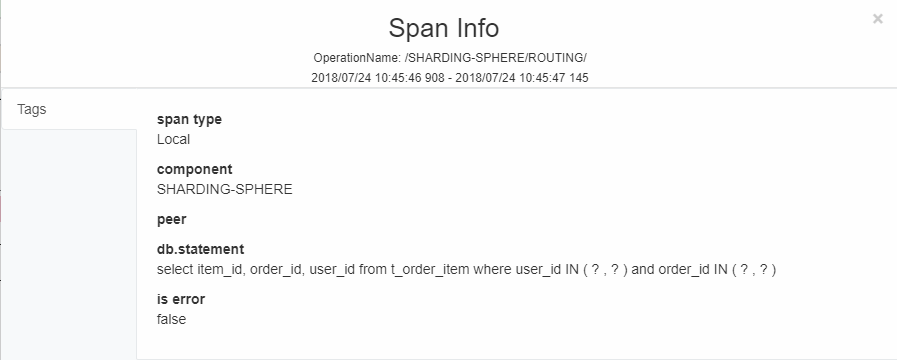 Span Info
×
OperationName: /SHARDING-SPHERE/ROUTING/
2018/07/24 10:45:46 908 - 2018/07/24 10:45:47 145
Tags
span type
Local
component
SHARDING-SPHERE
peer
db.statement
select item_id, order_id, user_id from t_order_item where user_id IN ( ? , ? ) and order_id IN ( ? , ? )
is error
false